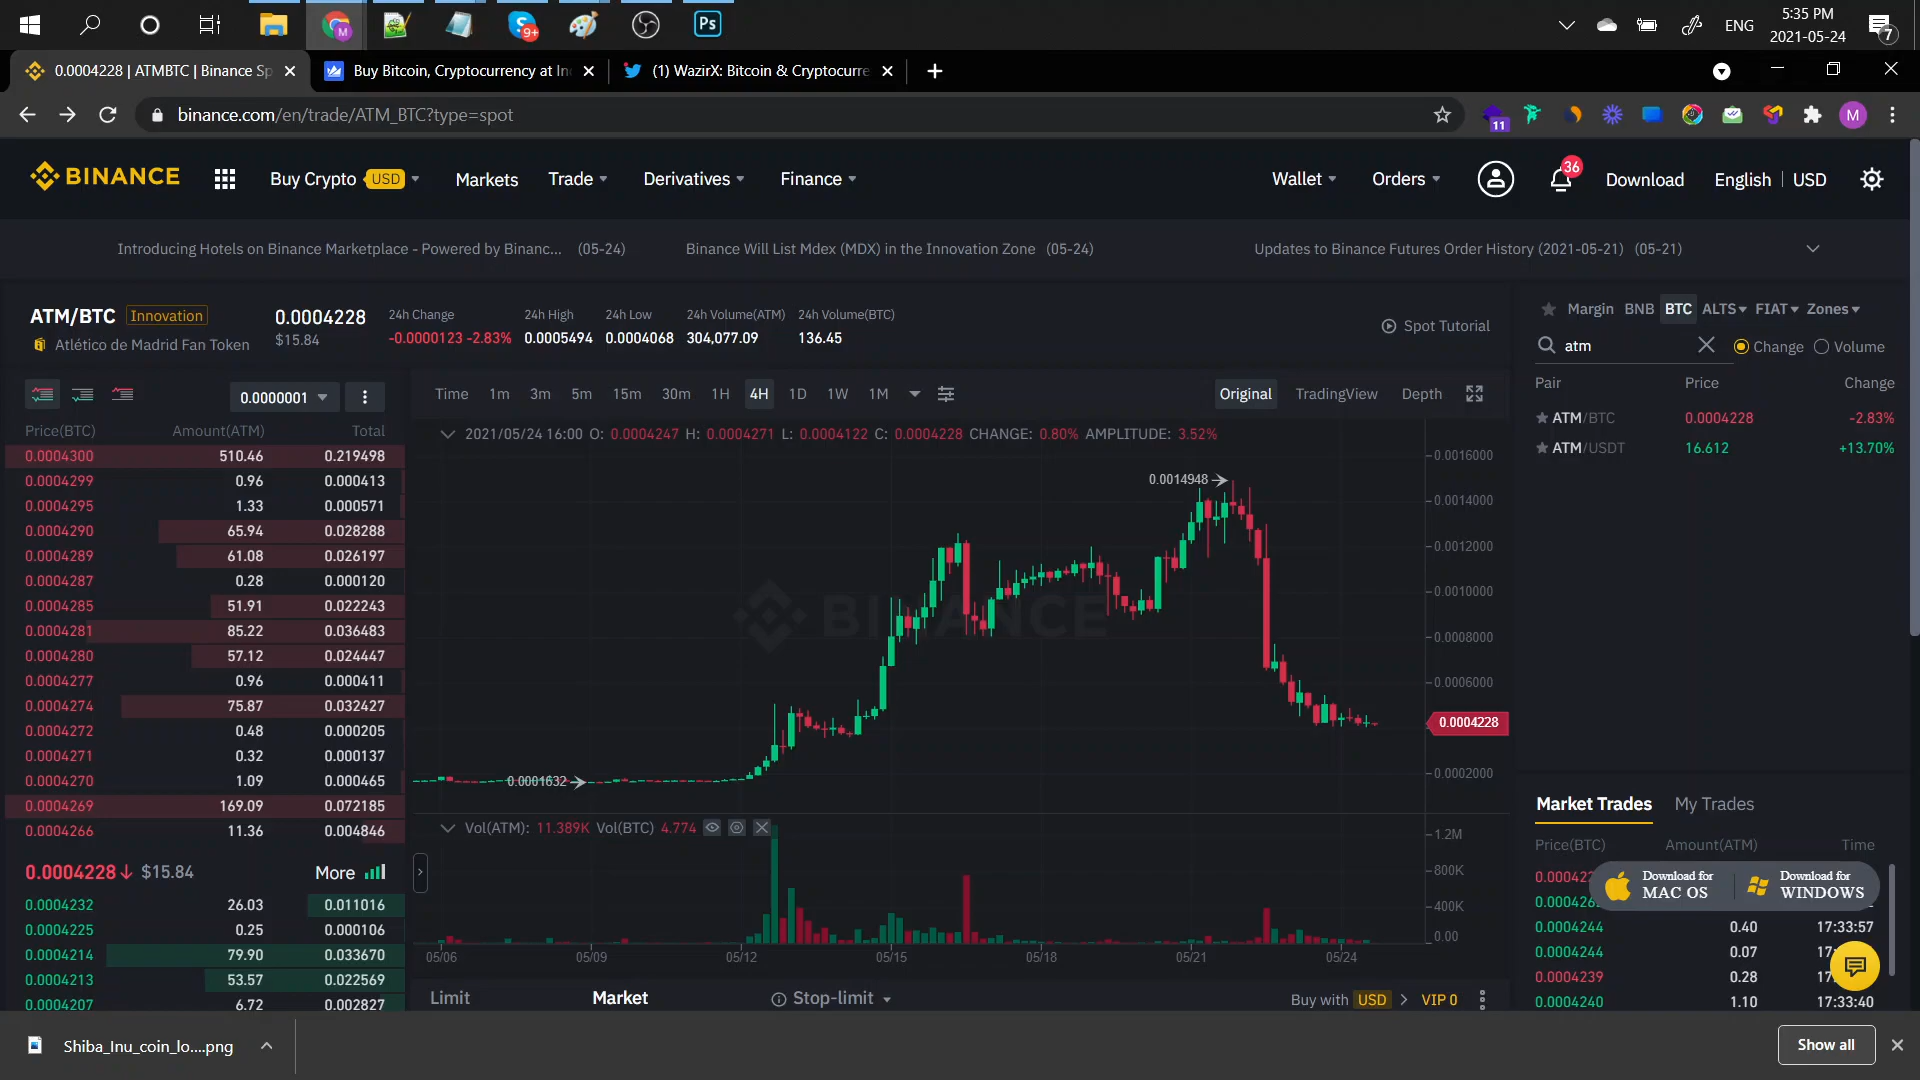 9+
Ps
ENG
5:35 PM
2021-05-24
7
0.0004228 | ATMBTC | Binance Sp
Buy Bitcoin, Cryptocurrency at In
(1) WazirX: Bitcoin & Cryptocurre
binance.com/en/trade/ATM_BTC?type=spot
11
M
BINANCE
Buy Crypto USD
Markets
Trade
Derivatives
Finance
Wallet
Orders
36
Download
English
USD
Introducing Hotels on Binance Marketplace - Powered by Binanc... (05-24)
Binance Will List Mdex (MDX) in the Innovation Zone (05-24)
Updates to Binance Futures Order History (2021-05-21) (05-21)
ATM/BTC Innovation
Atlético de Madrid Fan Token
0.0004228
$15.84
24h Change
-0.0000123 -2.83%
24h High
0.0005494
24h Low
0.0004068
24h Volume(ATM)
304,077.09
24h Volume(BTC)
136.45
Spot Tutorial
0.0000001
Price(BTC) Amount(ATM) Total
0.0004300 510.46 0.219498
0.0004299 0.96 0.000413
0.0004295 1.33 0.000571
0.0004290 65.94 0.028288
0.0004289 61.08 0.026197
0.0004287 0.28 0.000120
0.0004285 51.91 0.022243
0.0004281 85.22 0.036483
0.0004280 57.12 0.024447
0.0004277 0.96 0.000411
0.0004274 75.87 0.032427
0.0004272 0.48 0.000205
0.0004271 0.32 0.000137
0.0004270 1.09 0.000465
0.0004269 169.09 0.072185
0.0004266 11.36 0.004846
0.0004228 $15.84 More
0.0004232 26.03 0.011016
0.0004225 0.25 0.000106
0.0004214 79.90 0.033670
0.0004213 53.57 0.022569
0.0004207 6.72 0.002827
Time 1m 3m 5m 15m 30m 1H 4H 1D 1W 1M
Original TradingView Depth
2021/05/24 16:00 O: 0.0004247 H: 0.0004271 L: 0.0004122 C: 0.0004228 CHANGE: 0.80% AMPLITUDE: 3.52%
0.0014948
0.0001632
BINANCE
0.0016000
0.0014000
0.0012000
0.0010000
0.0008000
0.0006000
0.0004228
0.0002000
Vol(ATM): 11.389K Vol(BTC) 4.774
1.2M
800K
400K
0.00
05/06 05/09 05/12 05/15 05/18 05/21 05/24
Limit
Market
Stop-limit
Buy with USD
VIP 0
Margin BNB BTC ALTS FIAT Zones
atm
Change
Volume
Pair Price Change
ATM/BTC 0.0004228 -2.83%
ATM/USDT 16.612 +13.70%
Market Trades
My Trades
Price(BTC) Amount(ATM) Time
Download for
MAC OS
Download for
WINDOWS
0.0004244 0.40 17:33:57
0.0004244 0.07
0.0004239 0.28
0.0004240 1.10 17:33:40
Shiba_Inu_coin_lo....png
Show all